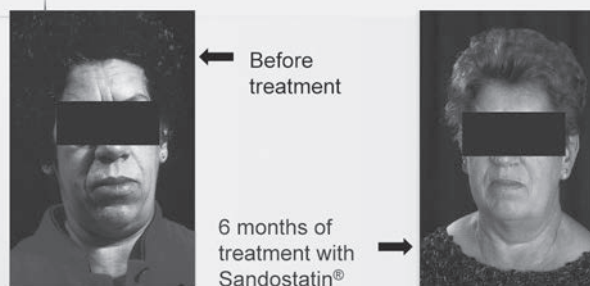 Before
treatment
6 months of
treatment with
Sandostatin®